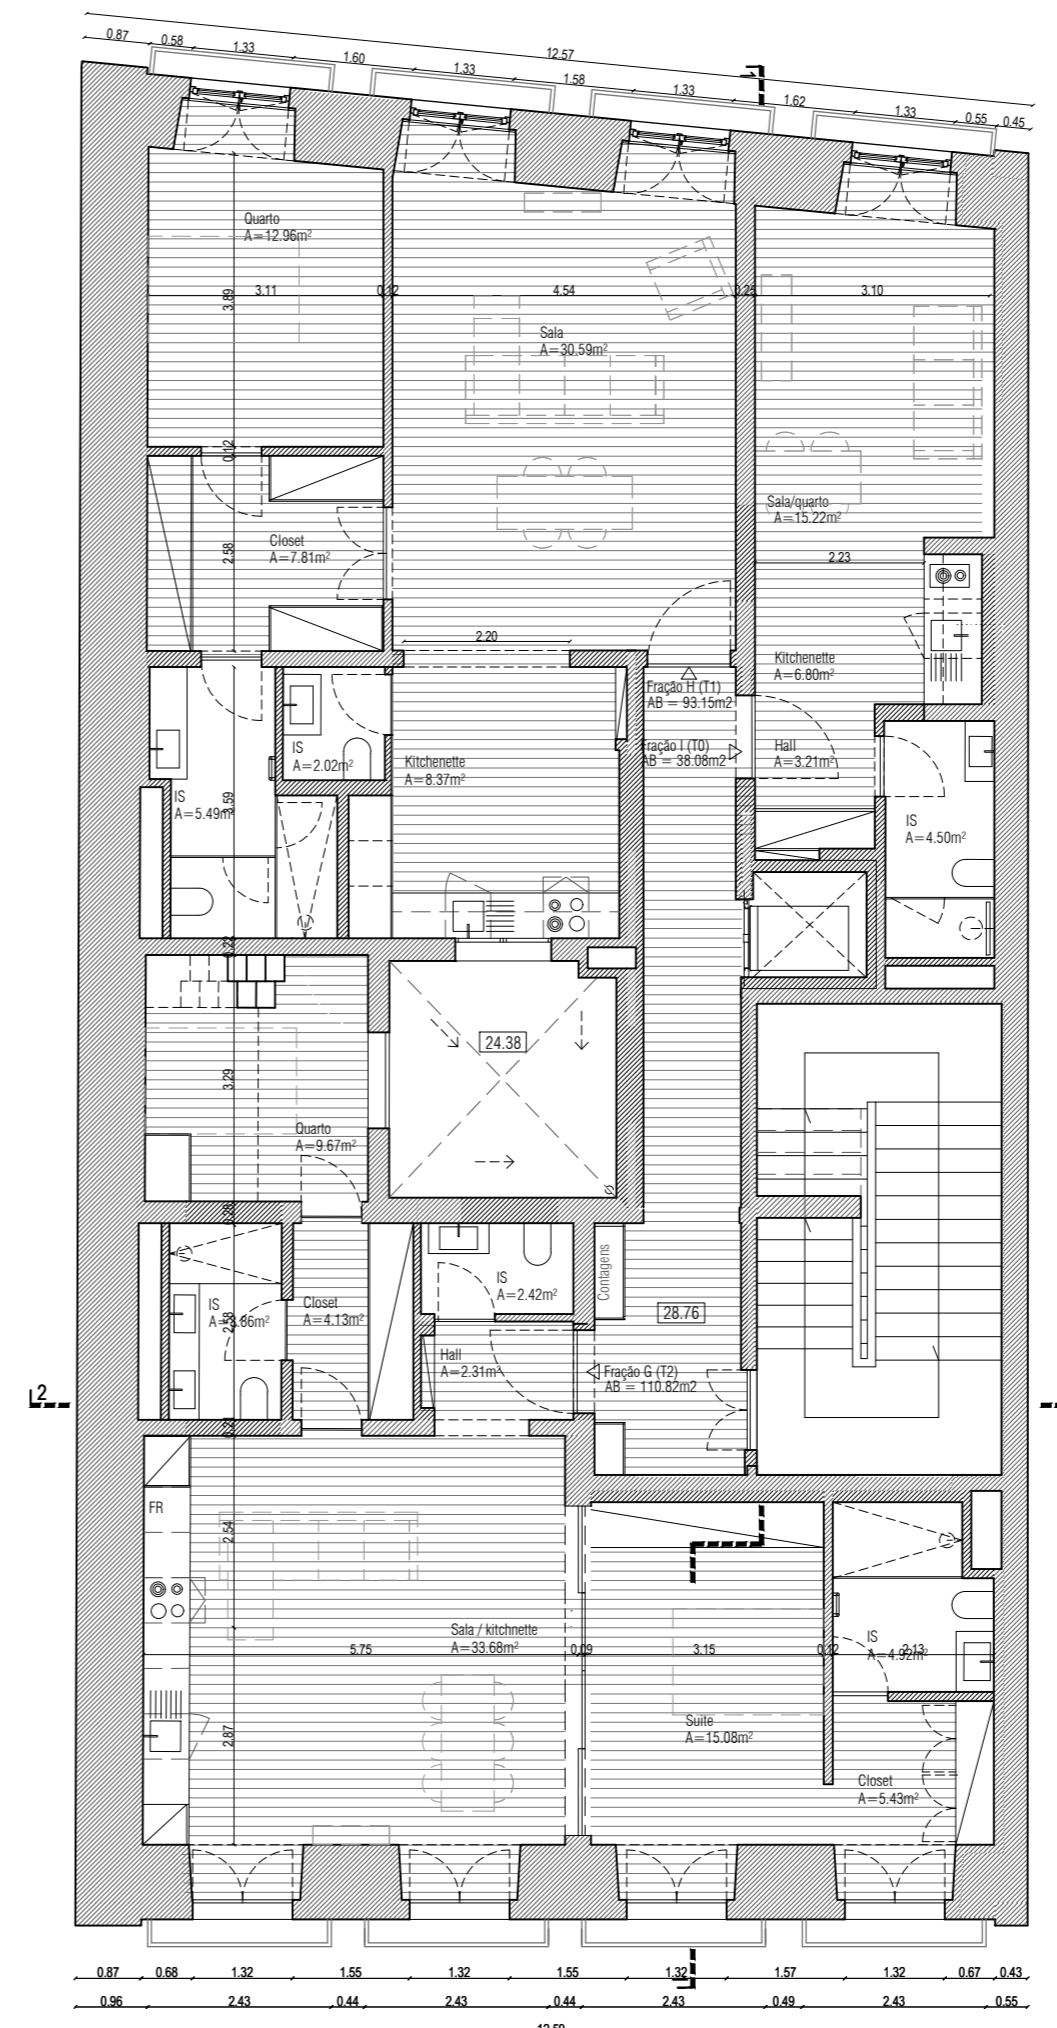 12.57
0.87
0.58
1.33
1.60
1.33
1.58
1.33
1.62
1.33
0.55
0.45
Quarto
A=12.96m²
3.11
0.12
4.54
0.25
3.10
3.89
Sala
A=30.59m²
0.12
Sala/quarto
A=15.22m²
Closet
A=7.81m²
2.58
2.23
2.20
Kitchenette
A=6.80m²
Fração H (T1)
AB = 93.15m2
Fração I (T0)
AB = 38.08m2
Hall
A=3.21m²
IS
A=2.02m²
Kitchenette
A=8.37m²
IS
A=5.49m²
3.59
IS
A=4.50m²
0.22
24.38
3.29
Quarto
A=9.67m²
0.28
Contagens
IS
A=2.42m²
IS
A=3.86m²
2.58
Closet
A=4.13m²
28.76
Hall
A=2.31m²
Fração G (T2)
AB = 110.82m2
2
0.21
FR
2.54
Sala / kitchnette
A=33.68m²
5.75
0.09
3.15
0.12
IS
A=4.92m²
2.13
Suite
A=15.08m²
2.87
Closet
A=5.43m²
0.87
0.68
1.32
1.55
1.32
1.55
1.32
1.57
1.32
0.67
0.43
0.96
2.43
0.44
2.43
0.44
2.43
0.49
2.43
0.55
12.59